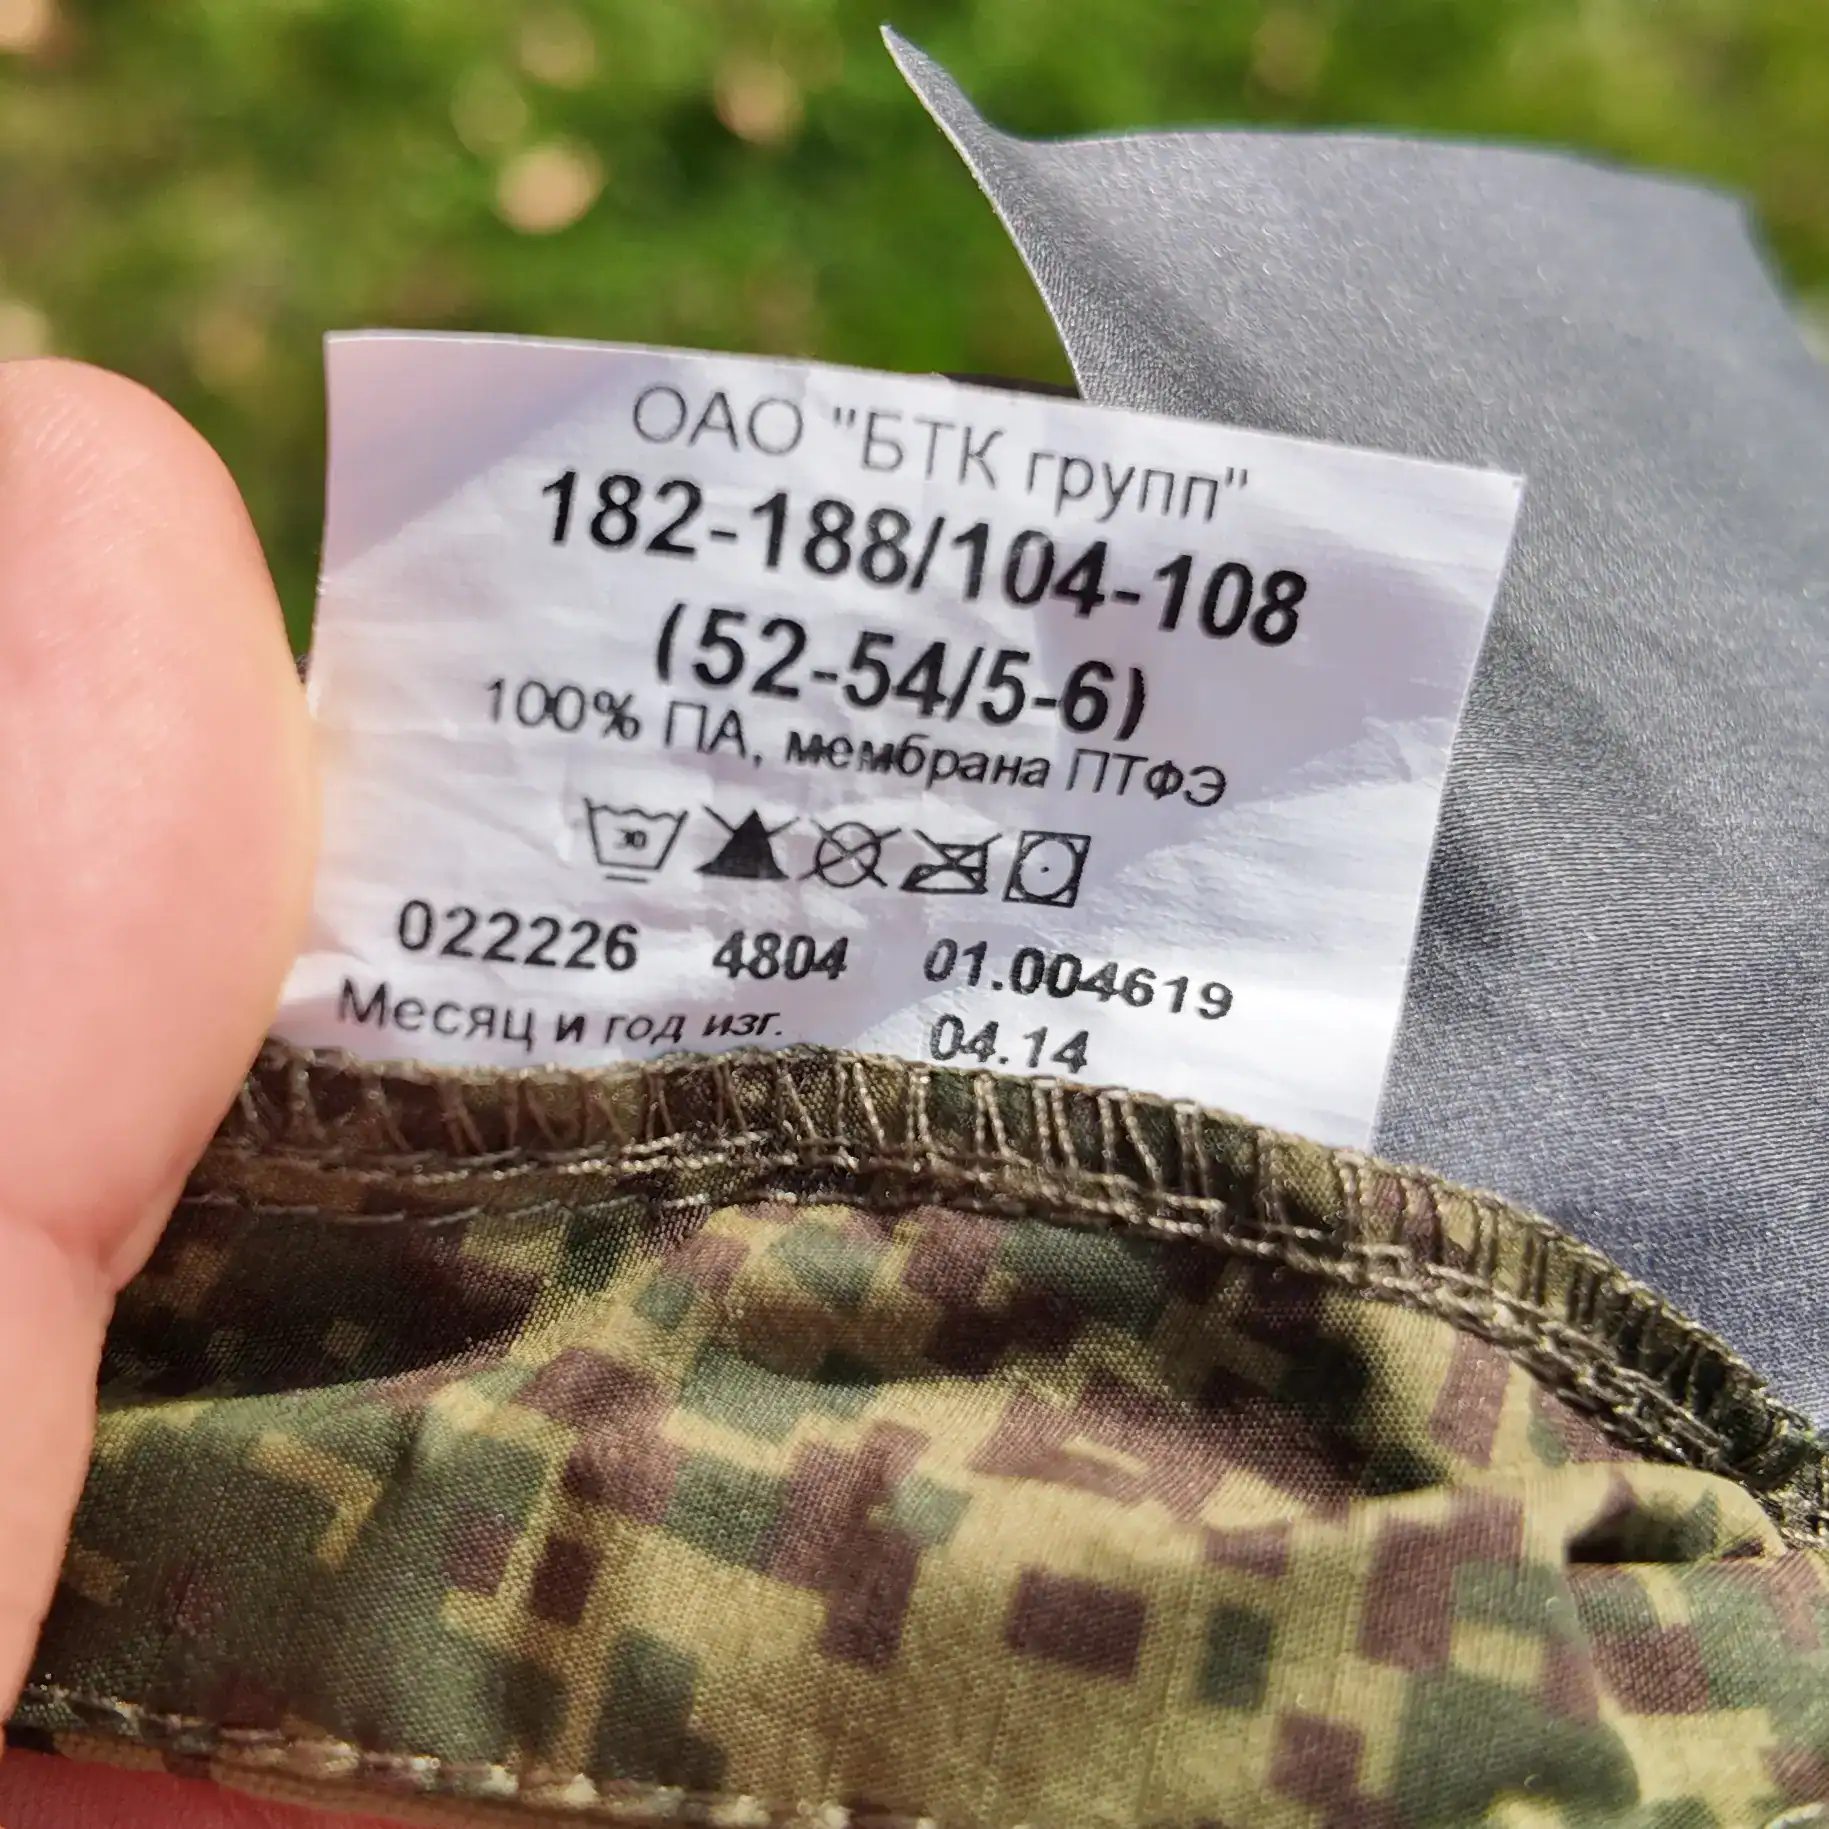 ОАО "БТК групп"
182-188/104-108
(52-54/5-6)
100% ПА, мембрана ПТФЭ
30
022226 4804 01.004619
Месяц и год изг. 04.14